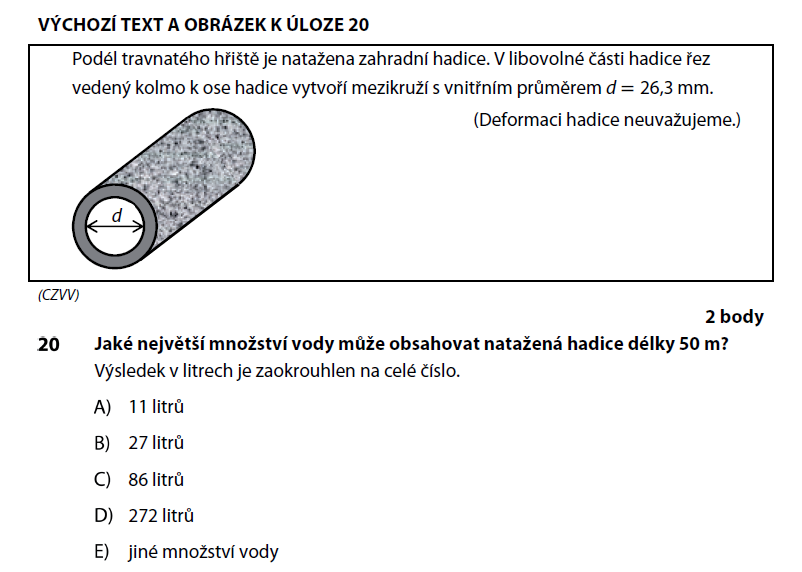 VÝCHOZÍ TEXT A OBRÁZEK K ÚLOZE 20
Podél travnatého hřiště je natažena zahradní hadice. V libovolné části hadice řez
vedený kolmo k ose hadice vytvoří mezikruží s vnitřním průměrem d = 26,3 mm.
(Deformaci hadice neuvažujeme.)
d
(CZVV)
2 body
20 Jaké největší množství vody může obsahovat natažená hadice délky 50 m?
Výsledek v litrech je zaokrouhlen na celé číslo.
A) 11 litrů
B) 27 litrů
C) 86 litrů
D) 272 litrů
E) jiné množství vody